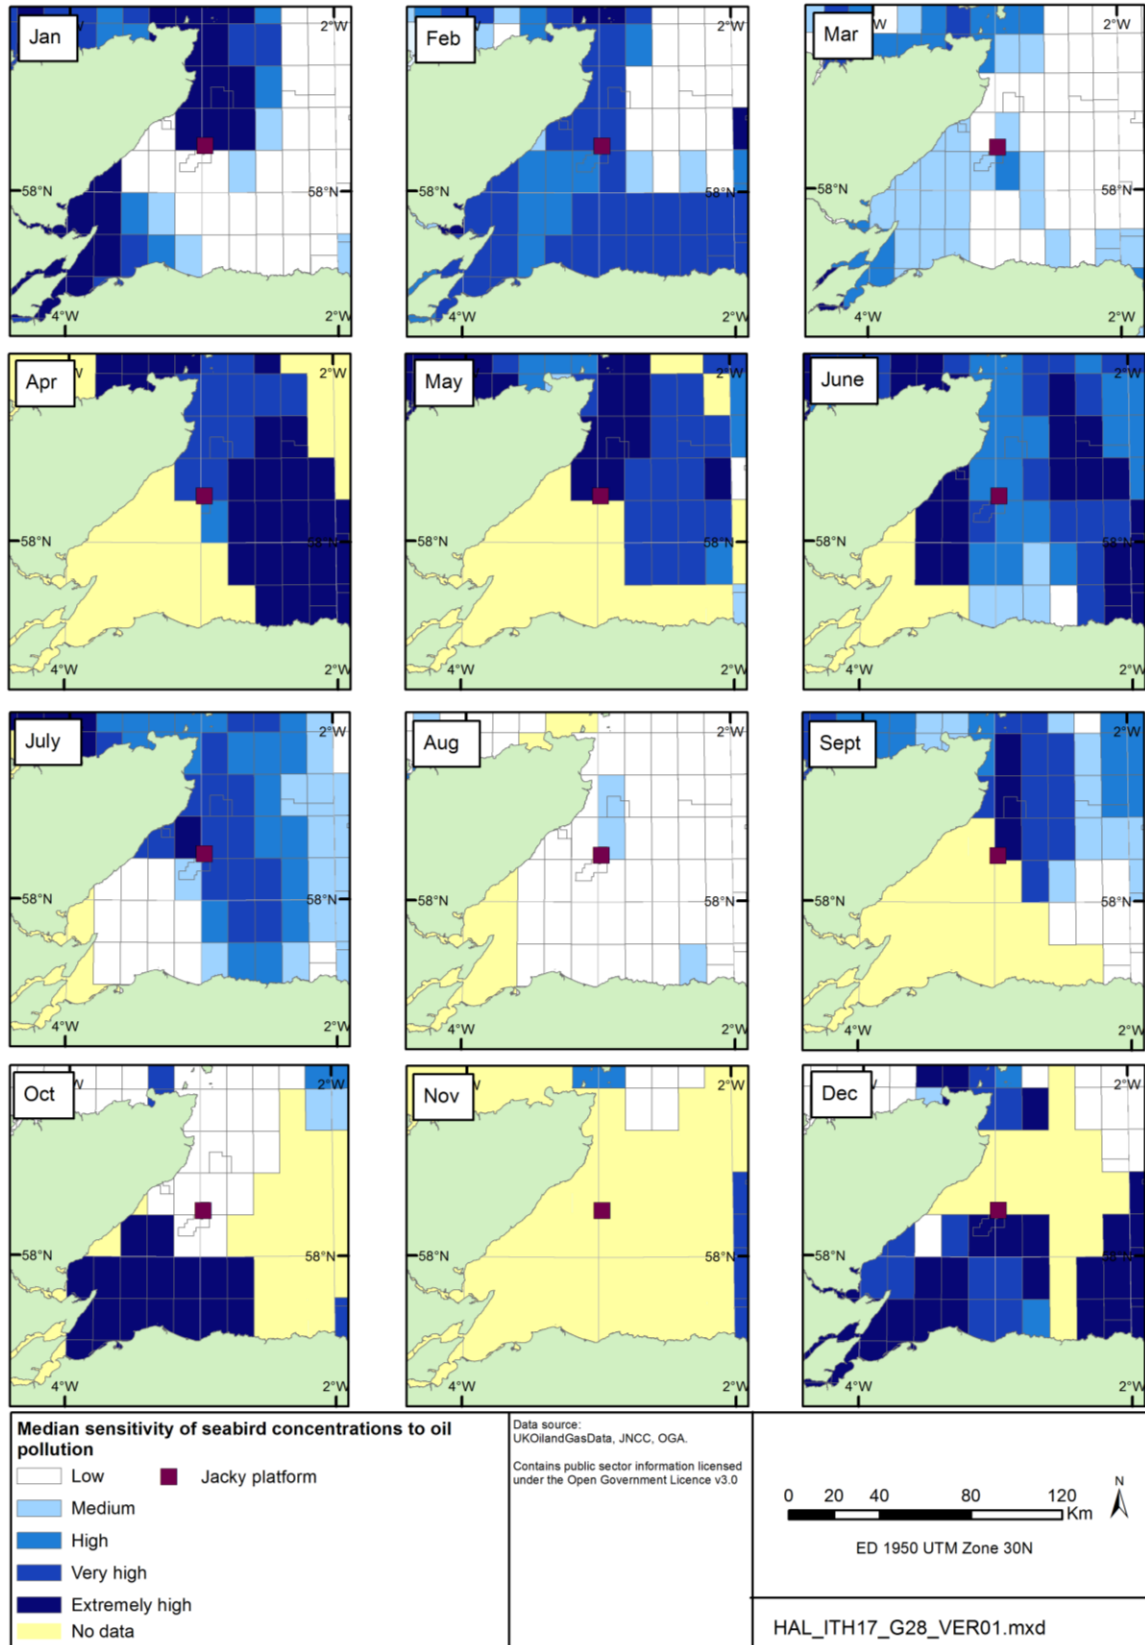 Jan
2°W
58°N
58°N
4°W
2°W
Feb
2°W
58°N
58°N
4°W
2°W
Mar
2°W
58°N
58°N
4°W
2°W
Apr
W
2°W
58°N
58°N
4°W
2°W
May
W
2°W
58°N
58°N
4°W
2°W
June
2°W
58°N
58°N
4°W
2°W
July
2°W
58°N
58°N
4°W
2°W
Aug
2°W
58°N
58°N
4°W
2°W
Sept
2°W
58°N
58°N
4°W
2°W
Oct
W
2°W
58°N
58°N
4°W
2°W
Nov
W
2°W
58°N
58°N
4°W
2°W
Dec
W
2°W
58°N
58°N
4°W
2°W
Median sensitivity of seabird concentrations to oil
pollution
Low
Jacky platform
Medium
High
Very high
Extremely high
No data
Data source:
UKOilandGasData, JNCC, OGA.
Contains public sector information licensed
under the Open Government Licence v3.0
0 20 40 80 120
Km
N
ED 1950 UTM Zone 30N
HAL_ITH17_G28_VER01.mxd